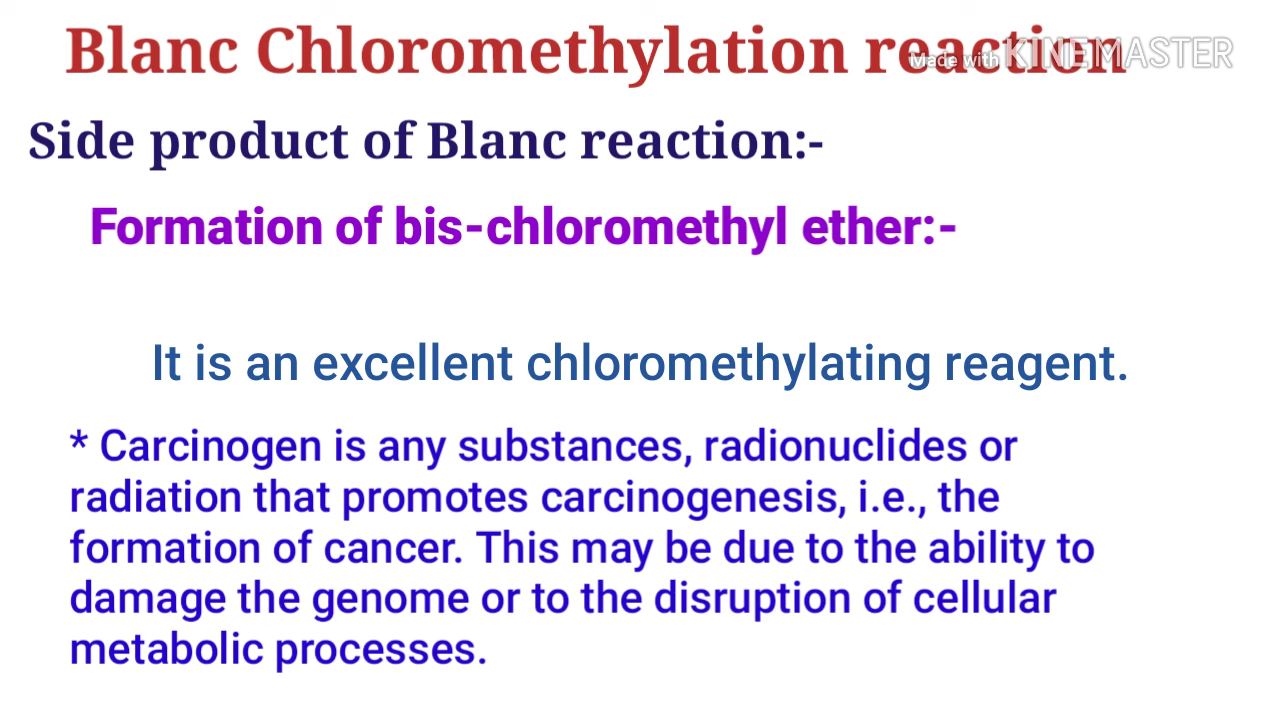 Blanc Chloromethylation reaction
Made with KINEMASTER
Side product of Blanc reaction:-
Formation of bis-chloromethyl ether:-
It is an excellent chloromethylating reagent.
* Carcinogen is any substances, radionuclides or
radiation that promotes carcinogenesis, i.e., the
formation of cancer. This may be due to the ability to
damage the genome or to the disruption of cellular
metabolic processes.